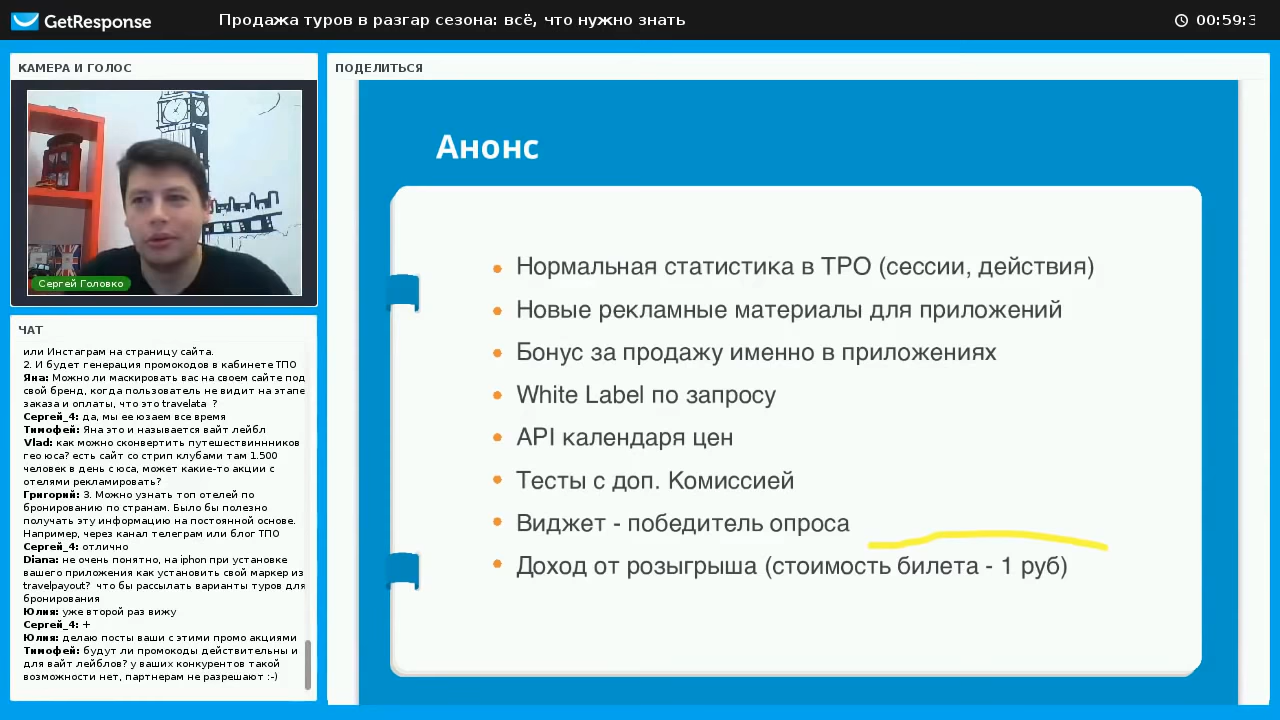 GetResponse
Продажа туров в разгар сезона: всё, что нужно знать
00:59:3
КАМЕРА И ГОЛОС
Сергей Головко
ЧАТ
или Инстаграм на страницу сайта.
2. И будет генерация промокодов в кабинете ТПО
Яна: Можно ли маскировать вас на своем сайте под
свой бренд, когда пользователь не видит на этапе
заказа и оплаты, что это travelata ?
Сергей_4: да, мы ее юзаем все время
Тимофей: Яна это и называется вайт лейбл
Vlad: как можно сконвертить путешествиннников
гео юса? есть сайт со стрип клубами там 1.500
человек в день с юса, может какие-то акции с
отелями рекламировать?
Григорий: 3. Можно узнать топ отелей по
бронированию по странам. Было бы полезно
получать эту информацию на постоянной основе.
Например, через канал телеграм или блог ТПО
Сергей_4: отлично
Diana: не очень понятно, на iphon при установке
вашего приложения как установить свой маркер из
travelpayout? что бы рассылать варианты туров для
бронирования
Юлия: уже второй раз вижу
Сергей_4: +
Юлия: делаю посты ваши с этими промо акциями
Тимофей: будут ли промокоды действительны и
для вайт лейблов? у ваших конкурентов такой
возможности нет, партнерам не разрешают :-)
ПОДЕЛИТЬСЯ
Анонс
Нормальная статистика в ТРО (сессии, действия)
Новые рекламные материалы для приложений
Бонус за продажу именно в приложениях
White Label по запросу
API календаря цен
Тесты с доп. Комиссией
Виджет - победитель опроса
Доход от розыгрыша (стоимость билета - 1 руб)